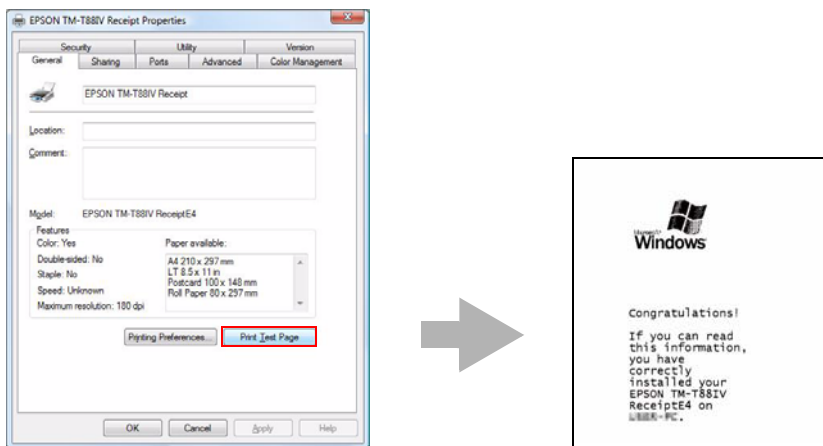 EPSON TM-T88IV Receipt Properties
Security Utility Version
General Sharing Ports Advanced Color Management
EPSON TM-T88IV Receipt
Location:
Comment:
Model: EPSON TM-T88IV ReceiptE4
Features
Color: Yes
Double-sided: No
Staple: No
Speed: Unknown
Maximum resolution: 180 dpi
Paper available:
A4 210 x 297 mm
LT 8.5 x 11 in
Postcard 100 x 148 mm
Roll Paper 80 x 297 mm
Printing Preferences... Print Test Page
OK Cancel Apply Help
Microsoft
Windows
Congratulations!
If you can read
this information,
you have
correctly
installed your
EPSON TM-T88IV
ReceiptE4 on